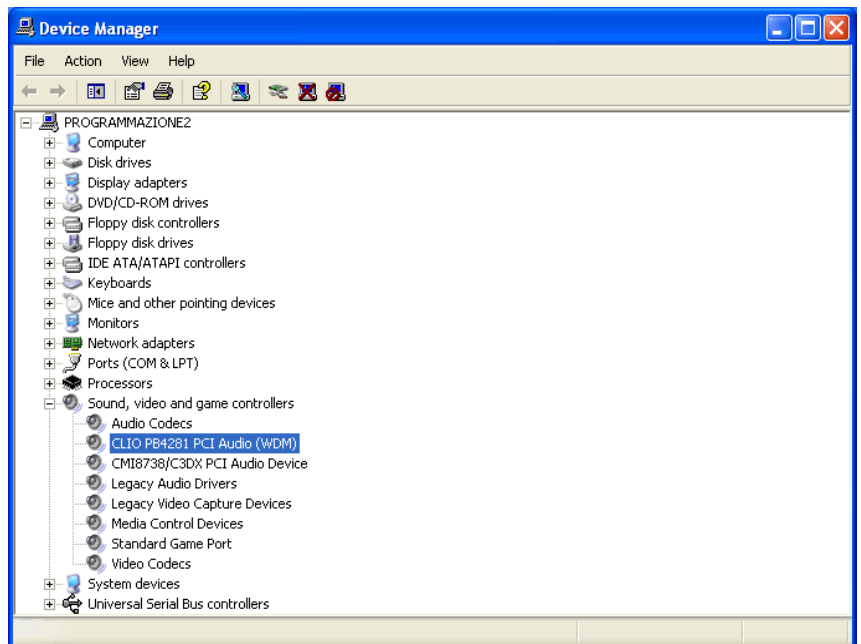 Device Manager
File Action View Help
PROGRAMMAZIONE2
Computer
Disk drives
Display adapters
DVD/CD-ROM drives
Floppy disk controllers
Floppy disk drives
IDE ATA/ATAPI controllers
Keyboards
Mice and other pointing devices
Monitors
Network adapters
Ports (COM & LPT)
Processors
Sound, video and game controllers
Audio Codecs
CLIO PB4281 PCI Audio (WDM)
CMI8738/C3DX PCI Audio Device
Legacy Audio Drivers
Legacy Video Capture Devices
Media Control Devices
Standard Game Port
Video Codecs
System devices
Universal Serial Bus controllers